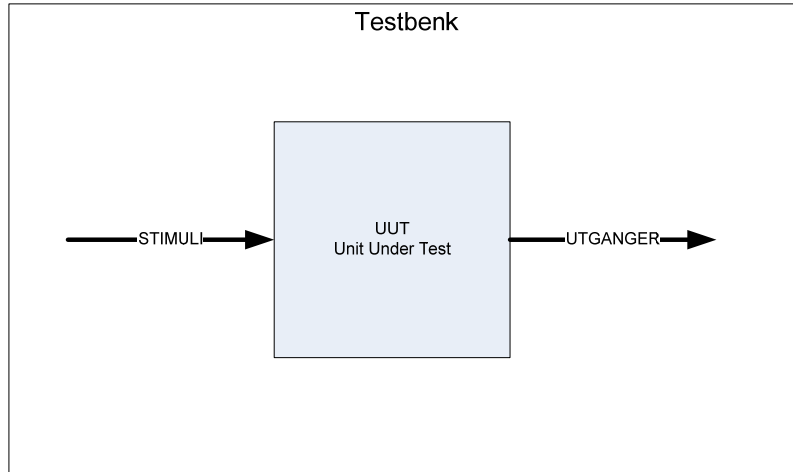 Testbenk
STIMULI
UUT
Unit Under Test
UTGANGER